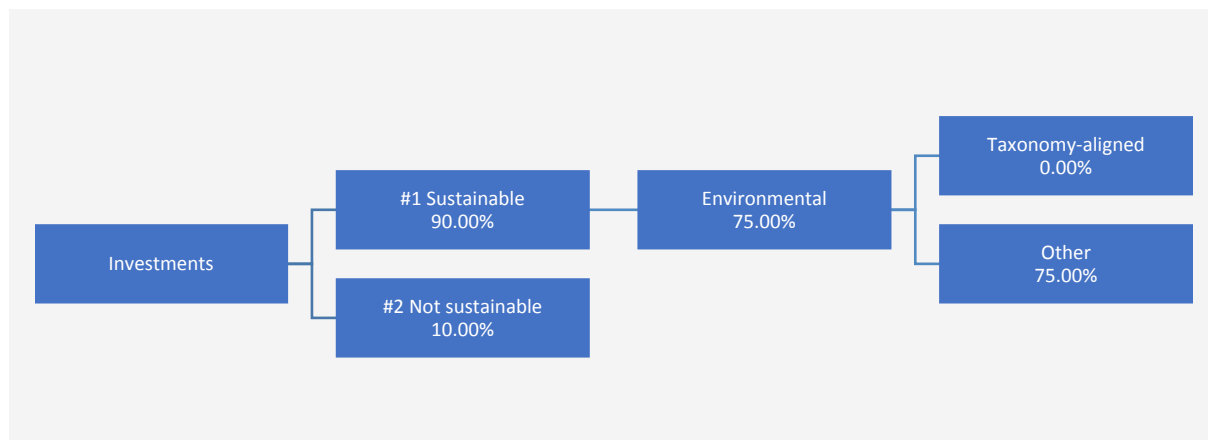 Investments
#1 Sustainable
90.00%
#2 Not sustainable
10.00%
Environmental
75.00%
Taxonomy-aligned
0.00%
Other
75.00%